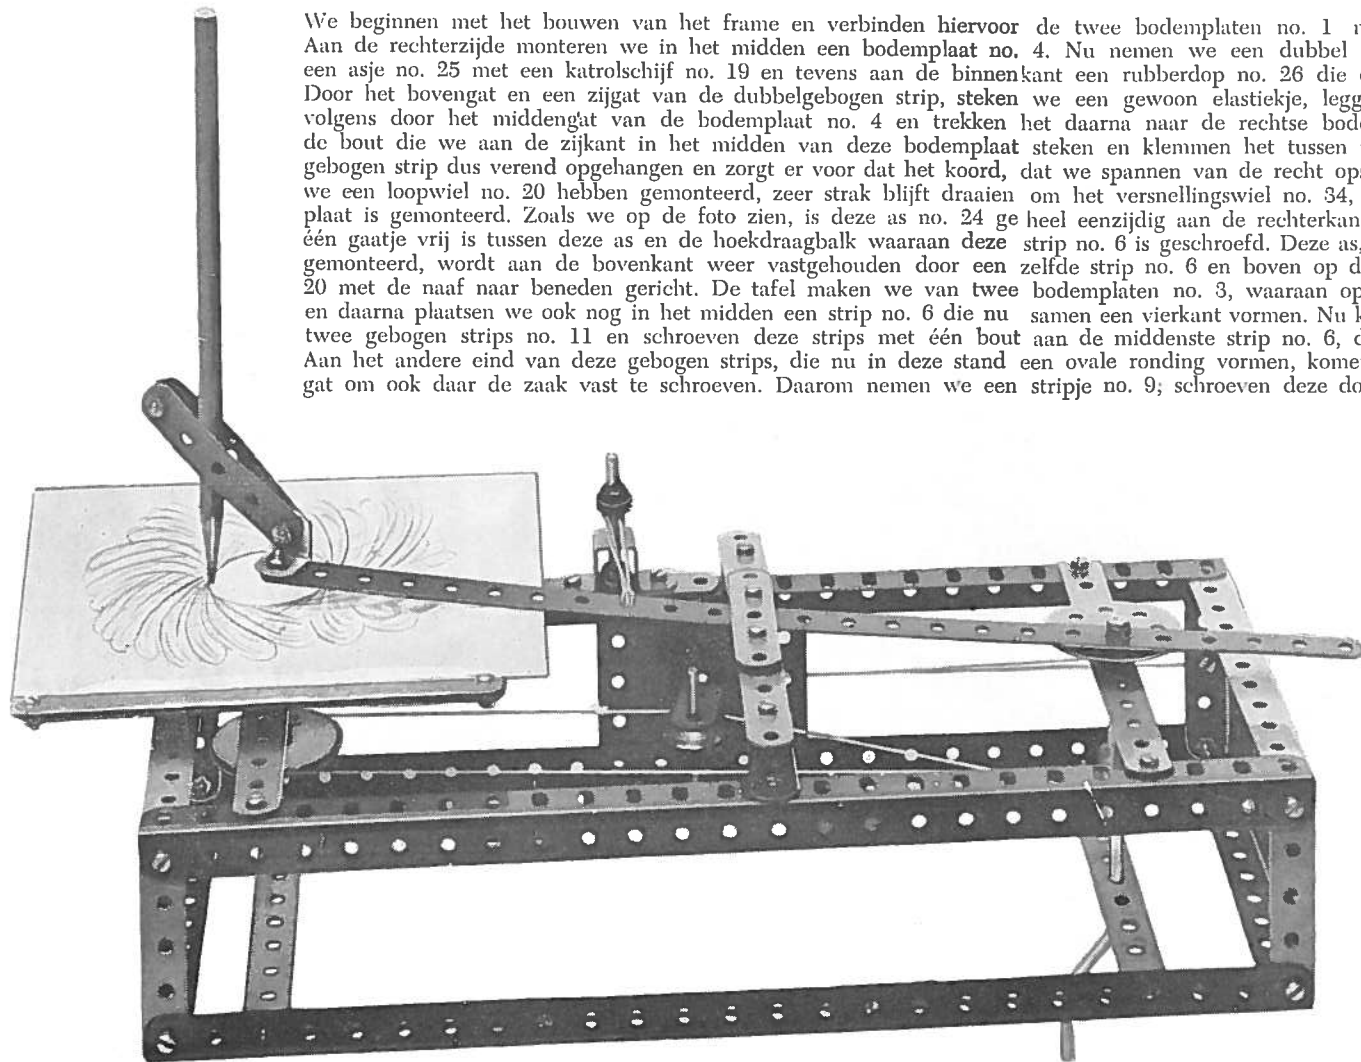 We beginnen met het bouwen van het frame en verbinden hiervoor de twee bodemplaten no. 1
Aan de rechterzijde monteren we in het midden een bodemplaat no. 4. Nu nemen we een dubbel
een asje no. 25 met een katrolschijf no. 19 en tevens aan de binnenkant een rubberdop no. 26 die
Door het bovengat en een zijgat van de dubbelgebogen strip, steken we een gewoon elastiekje, legg
volgens door het middengat van de bodemplaat no. 4 en trekken het daarna naar de rechtse bod
de bout die we aan de zijkant in het midden van deze bodemplaat steken en klemmen het tussen
gebogen strip dus verend opgehangen en zorgt er voor dat het koord, dat we spannen van de recht op
we een loopwiel no. 20 hebben gemonteerd, zeer strak blijft draaien om het versnellingswiel no. 34,
plaat is gemonteerd. Zoals we op de foto zien, is deze as no. 24 ge heel eenzijdig aan de rechterkan
één gaatje vrij is tussen deze as en de hoekdraagbalk waaraan deze strip no. 6 is geschroefd. Deze as,
gemonteerd, wordt aan de bovenkant weer vastgehouden door een zelfde strip no. 6 en boven op d
20 met de naaf naar beneden gericht. De tafel maken we van twee bodemplaten no. 3, waaraan op
en daarna plaatsen we ook nog in het midden een strip no. 6 die nu samen een vierkant vormen. Nu
twee gebogen strips no. 11 en schroeven deze strips met één bout aan de middenste strip no. 6,
Aan het andere eind van deze gebogen strips, die nu in deze stand een ovale ronding vormen, kome
gat om ook daar de zaak vast te schroeven. Daarom nemen we een stripje no. 9; schroeven deze do